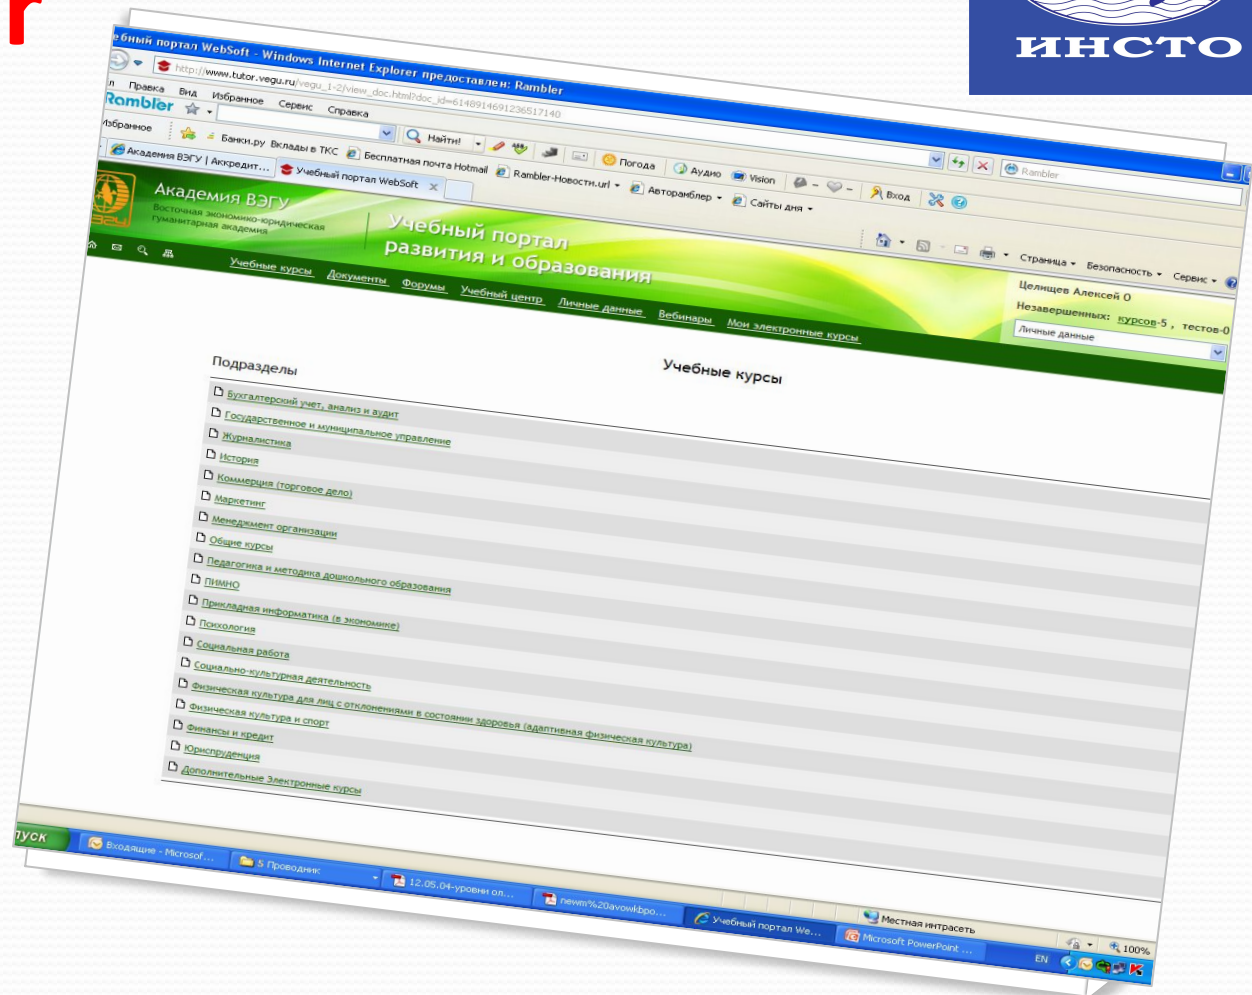 ИНСТО
ебный портал WebSoft - Windows Internet Explorer предоставлен: Rambler
http://www.tutor.vegu.ru/vegu_1-2/view_doc.html?doc_id=6148914691236517140
Rambler
Правка Вид Избранное Сервис Справка
Rambler
Найти!
Погода Аудио Vision Вход
Избранное Банки.ру Вклады в ТКС Бесплатная почта Hotmail Rambler-Новости.url Авторамблер Сайты дня
Академия ВЭГУ | Аккредит... Учебный портал WebSoft
Страница Безопасность Сервис
Академия ВЭГУ
Восточная экономико-юридическая
гуманитарная академия
Учебный портал
развития и образования
Целищев Алексей О
Незавершенных: курсов-5 , тестов-0
Личные данные
Учебные курсы Документы Форумы Учебный центр Личные данные Вебинары Мои электронные курсы
Учебные курсы
Подразделы
Бухгалтерский учет, анализ и аудит
Государственное и муниципальное управление
Журналистика
История
Коммерция (торговое дело)
Маркетинг
Менеджмент организации
Общие курсы
Педагогика и методика дошкольного образования
ПИМНО
Прикладная информатика (в экономике)
Психология
Социальная работа
Социально-культурная деятельность
Физическая культура для лиц с отклонениями в состоянии здоровья (адаптивная физическая культура)
Физическая культура и спорт
Финансы и кредит
Юриспруденция
Дополнительные Электронные курсы
Местная интрасеть
100%
пуск
Входящие - Microsof...
5 Проводник
12.05.04-уровни оп...
newm%20avowkbpo...
Учебный портал We...
Microsoft PowerPoint ...
EN